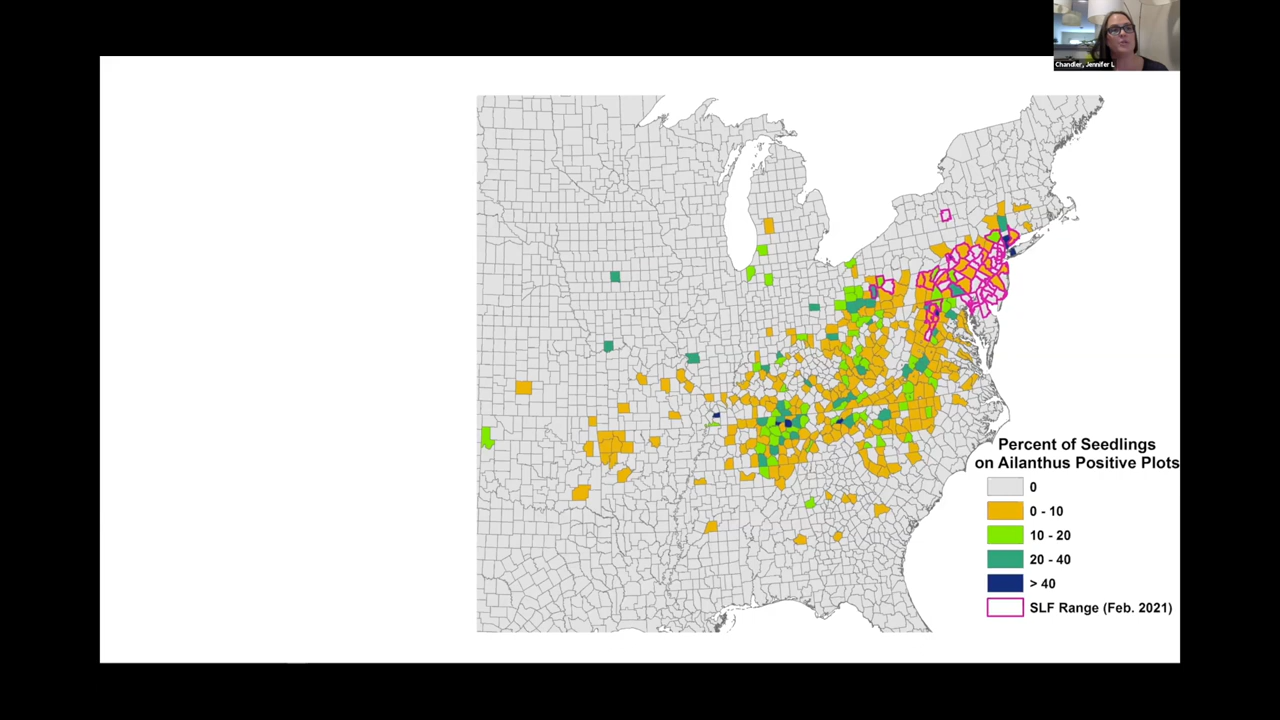 Chandler, Jennifer L
Percent of Seedlings
on Ailanthus Positive Plots
0
0 - 10
10 - 20
20 - 40
> 40
SLF Range (Feb. 2021)